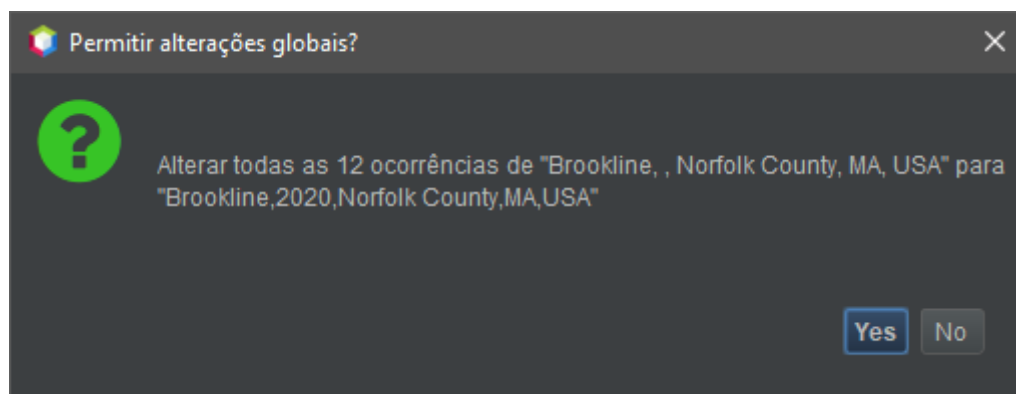 Permitir alterações globais?
Alterar todas as 12 ocorrências de "Brookline, , Norfolk County, MA, USA" para
"Brookline,2020,Norfolk County,MA,USA"
Yes No